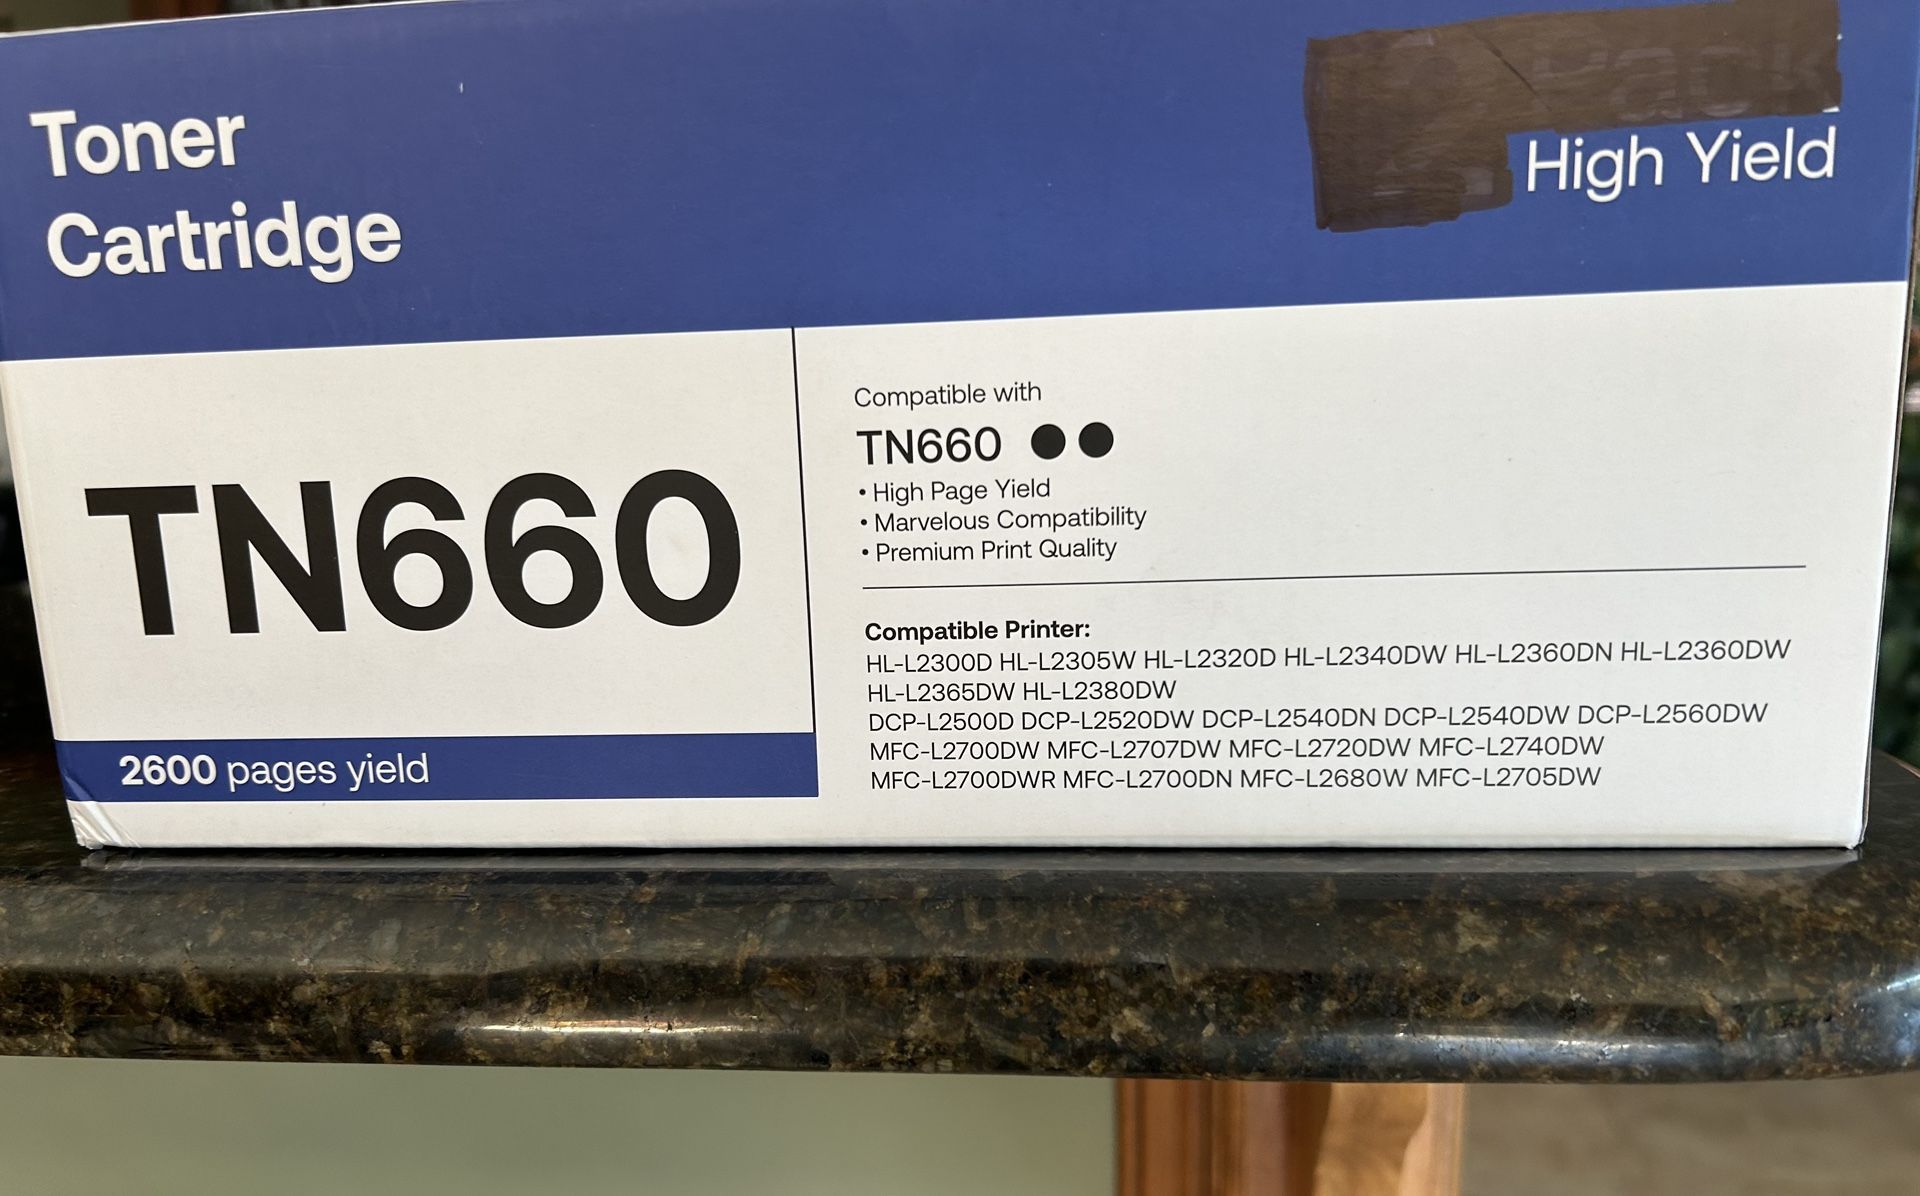 Toner
Cartridge
Pack
High Yield
TN660
2600 pages yield
Compatible with
TN660
• High Page Yield
• Marvelous Compatibility
• Premium Print Quality
Compatible Printer:
HL-L2300D HL-L2305W HL-L2320D HL-L2340DW HL-L2360DN HL-L2360DW
HL-L2365DW HL-L2380DW
DCP-L2500D DCP-L2520DW DCP-L2540DN DCP-L2540DW DCP-L2560DW
MFC-L2700DW MFC-L2707DW MFC-L2720DW MFC-L2740DW
MFC-L2700DWR MFC-L2700DN MFC-L2680W MFC-L2705DW